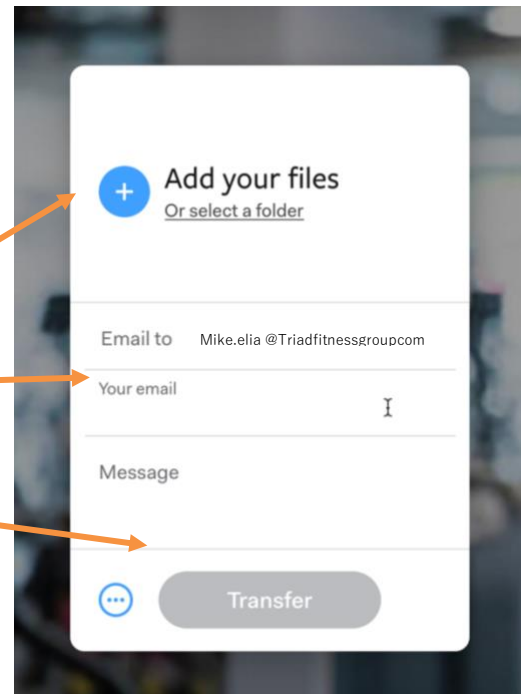 Add your files
Or select a folder
Email to Mike.elia @Triadfitnessgroupcom
Your email
Message
Transfer